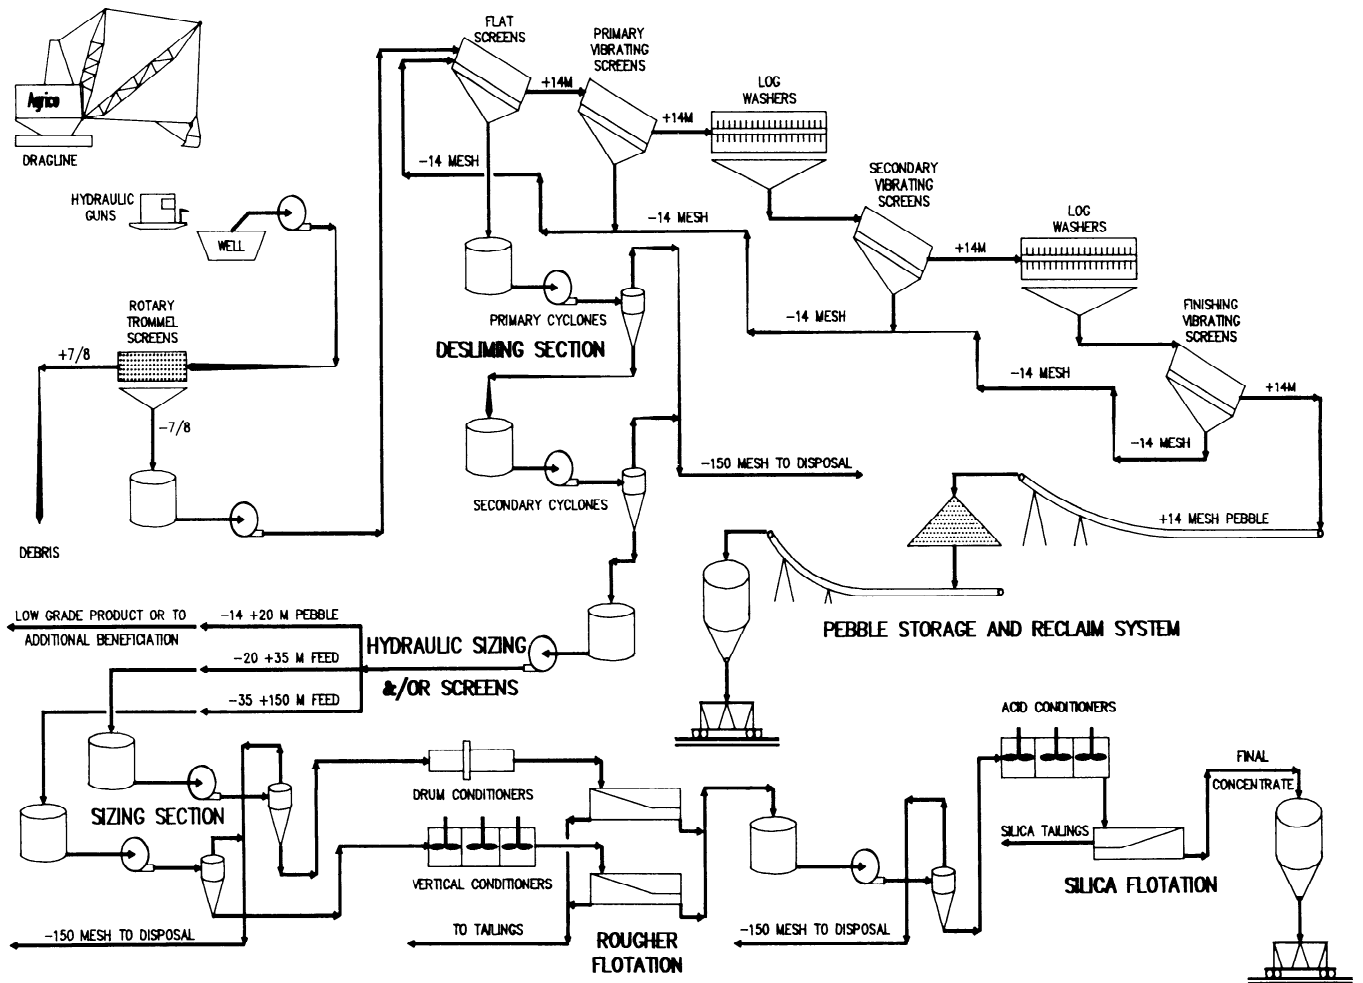 FLAT
SCREENS
PRIMARY
VIBRATING
SCREENS
LOG
WASHERS
Agrico
DRAGLINE
+14M
+14M
-14 MESH
HYDRAULIC
GUNS
WELL
SECONDARY
VIBRATING
SCREENS
LOG
WASHERS
-14 MESH
+14M
ROTARY
TROMMEL
SCREENS
+7/8
-7/8
PRIMARY CYCLONES
DESLIMING SECTION
-14 MESH
FINISHING
VIBRATING
SCREENS
-14 MESH
+14M
-14 MESH
SECONDARY CYCLONES
-150 MESH TO DISPOSAL
+14 MESH PEBBLE
DEBRIS
LOW GRADE PRODUCT OR TO
ADDITIONAL BENEFICIATION
-14 +20 M PEBBLE
-20 +35 M FEED
-35 +150 M FEED
HYDRAULIC SIZING
&/OR SCREENS
PEBBLE STORAGE AND RECLAIM SYSTEM
ACID CONDITIONERS
FINAL
CONCENTRATE
SIZING SECTION
DRUM CONDITIONERS
VERTICAL CONDITIONERS
SILICA TAILINGS
SILICA FLOTATION
-150 MESH TO DISPOSAL
TO TAILINGS
ROUGHER
FLOTATION
-150 MESH TO DISPOSAL